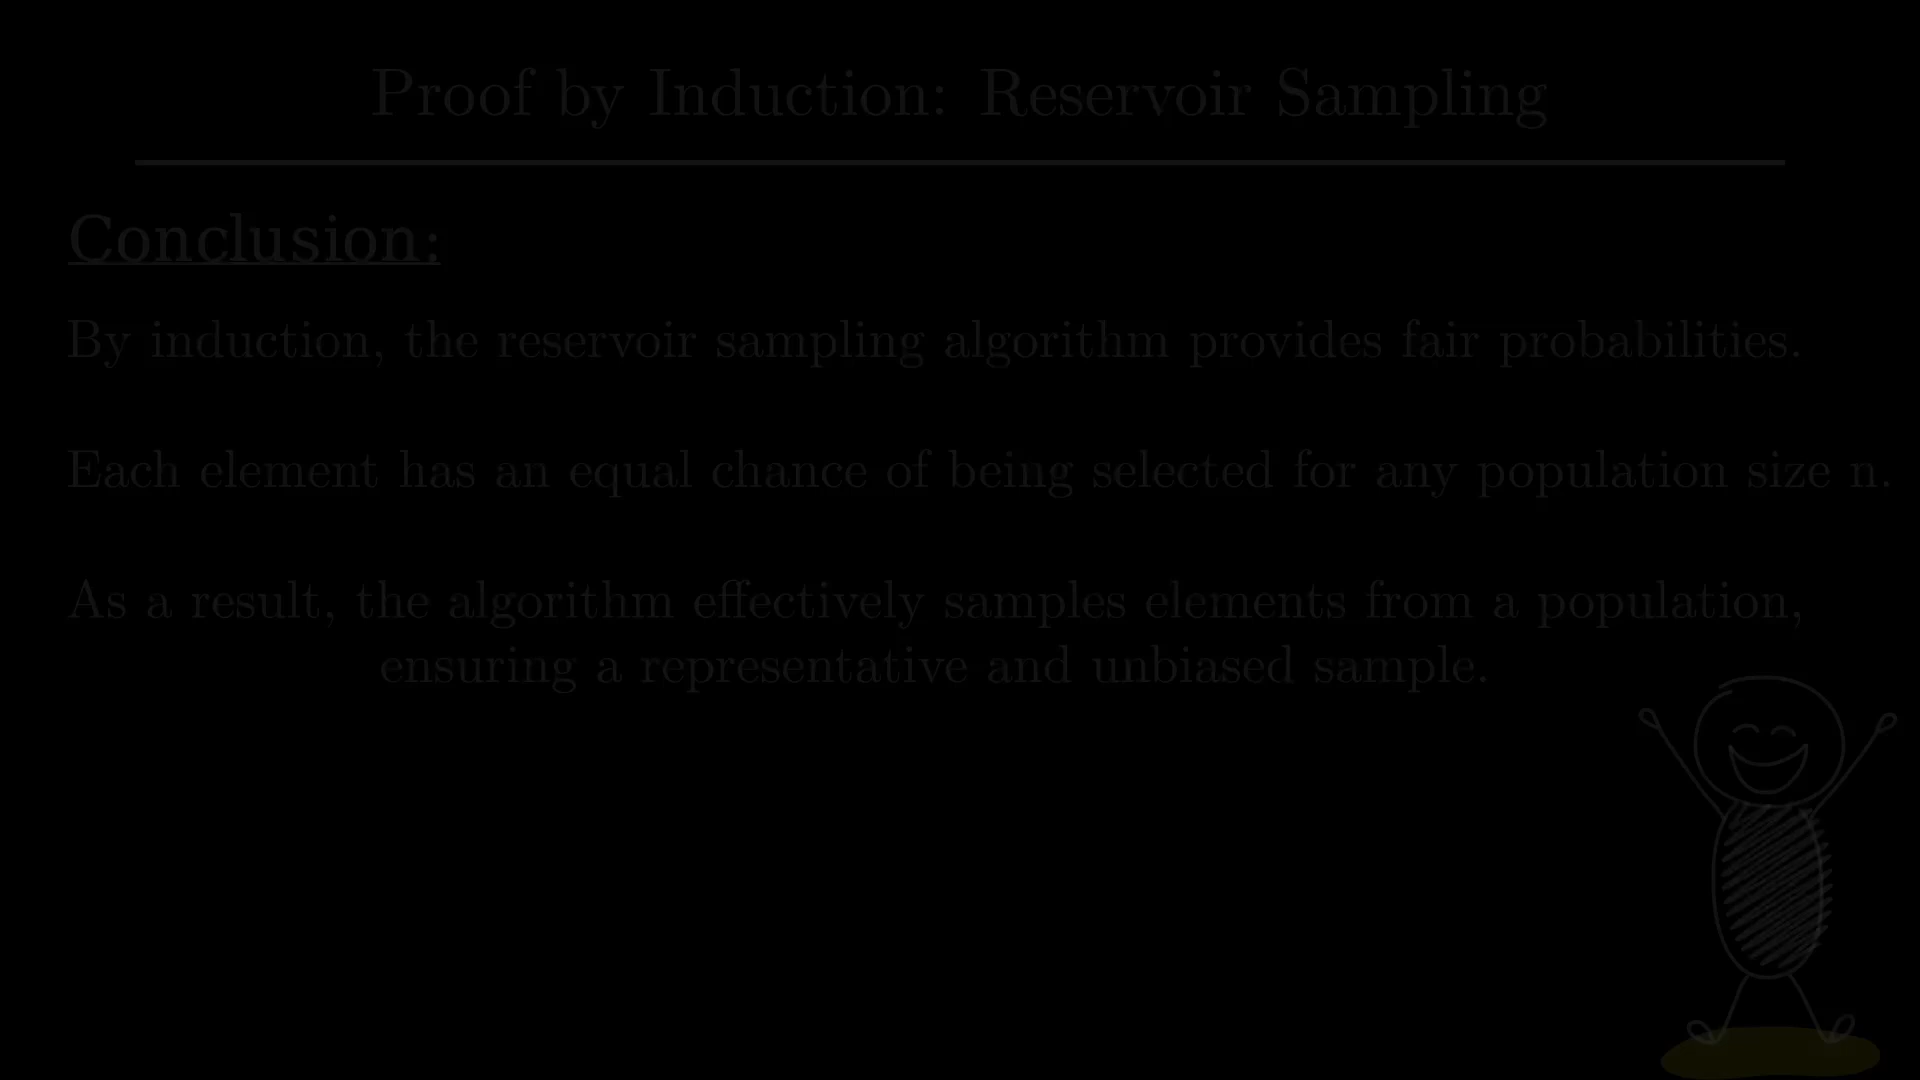 Proof by Induction: Reservoir Sampling
Conclusion:
By induction, the reservoir sampling algorithm provides fair probabilities.
Each element has an equal chance of being selected for any population size n.
As a result, the algorithm effectively samples elements from a population,
ensuring a representative and unbiased sample.